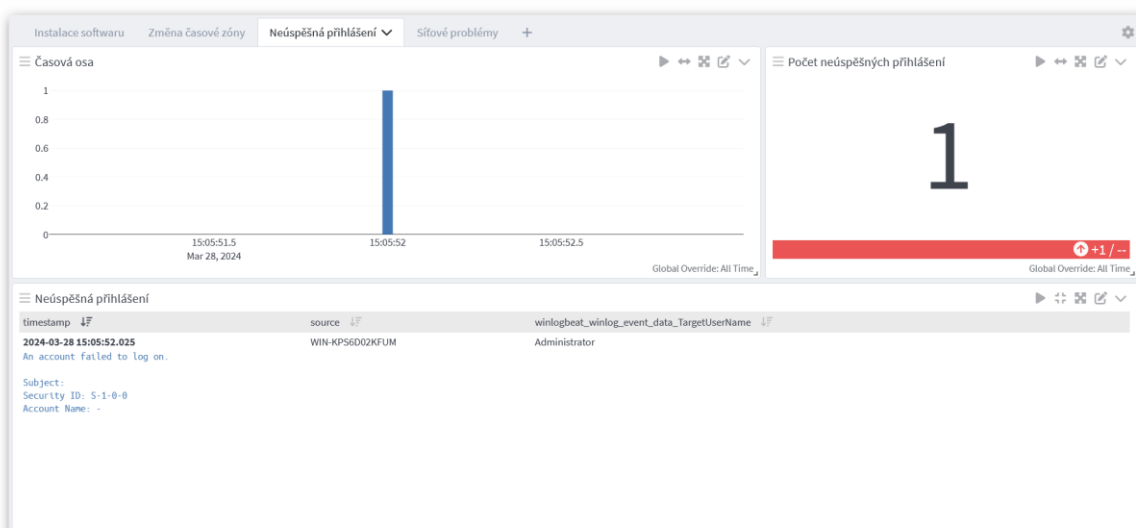 Instalace softwaru Změna časové zóny Neúspěšná přihlášení Síťové problémy +
Časová osa
1
0.8
0.6
0.4
0.2
0
15:05:51.5 15:05:52 15:05:52.5
Mar 28, 2024
Global Override: All Time
Počet neúspěšných přihlášení
1
+1 / --
Global Override: All Time
Neúspěšná přihlášení
timestamp source winlogbeat_winlog_event_data_TargetUserName
2024-03-28 15:05:52.025 WIN-KPS6D02KFUM Administrator
An account failed to log on.
Subject:
Security ID: S-1-0-0
Account Name: -